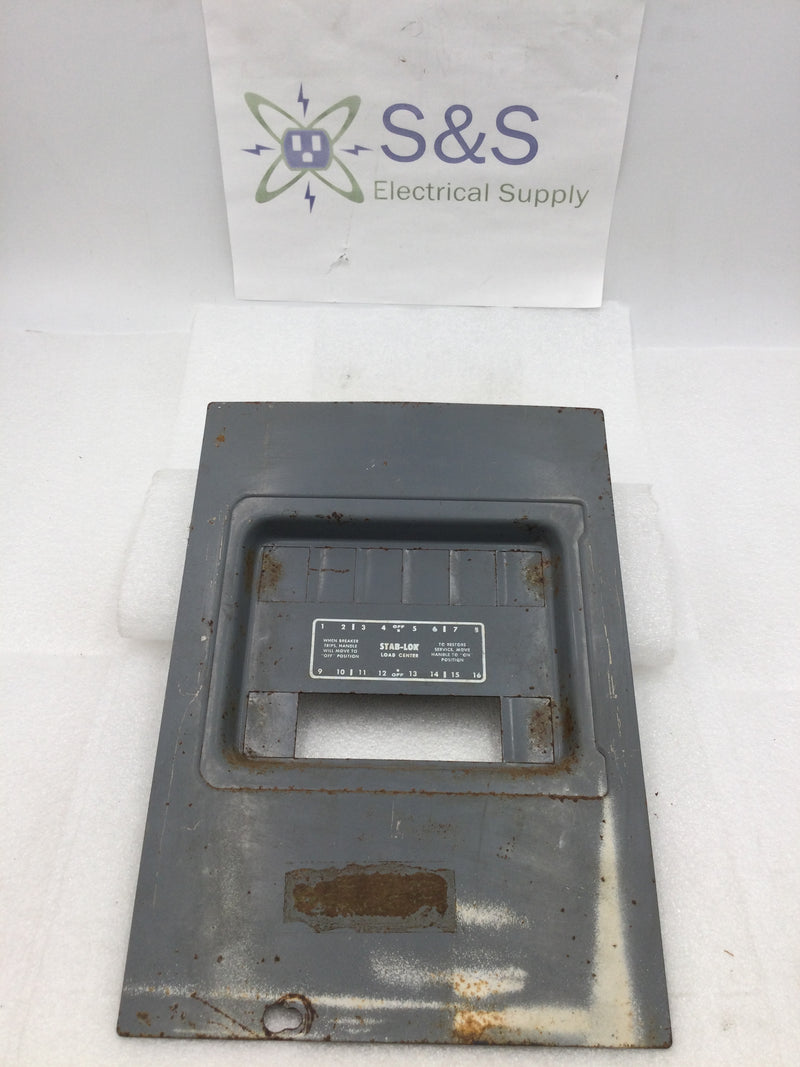 S&S
Electrical Supply
1 2 3 4 OFF 5 6 7 8
WHEN BREAKER
TRIPS, HANDLE
WILL MOVE TO
"OFF" POSITION
STAB-LOK
LOAD CENTER
TO RESTORE
SERVICE, MOVE
HANDLE TO "ON"
POSITION
9 10 11 12 OFF 13 14 15 16